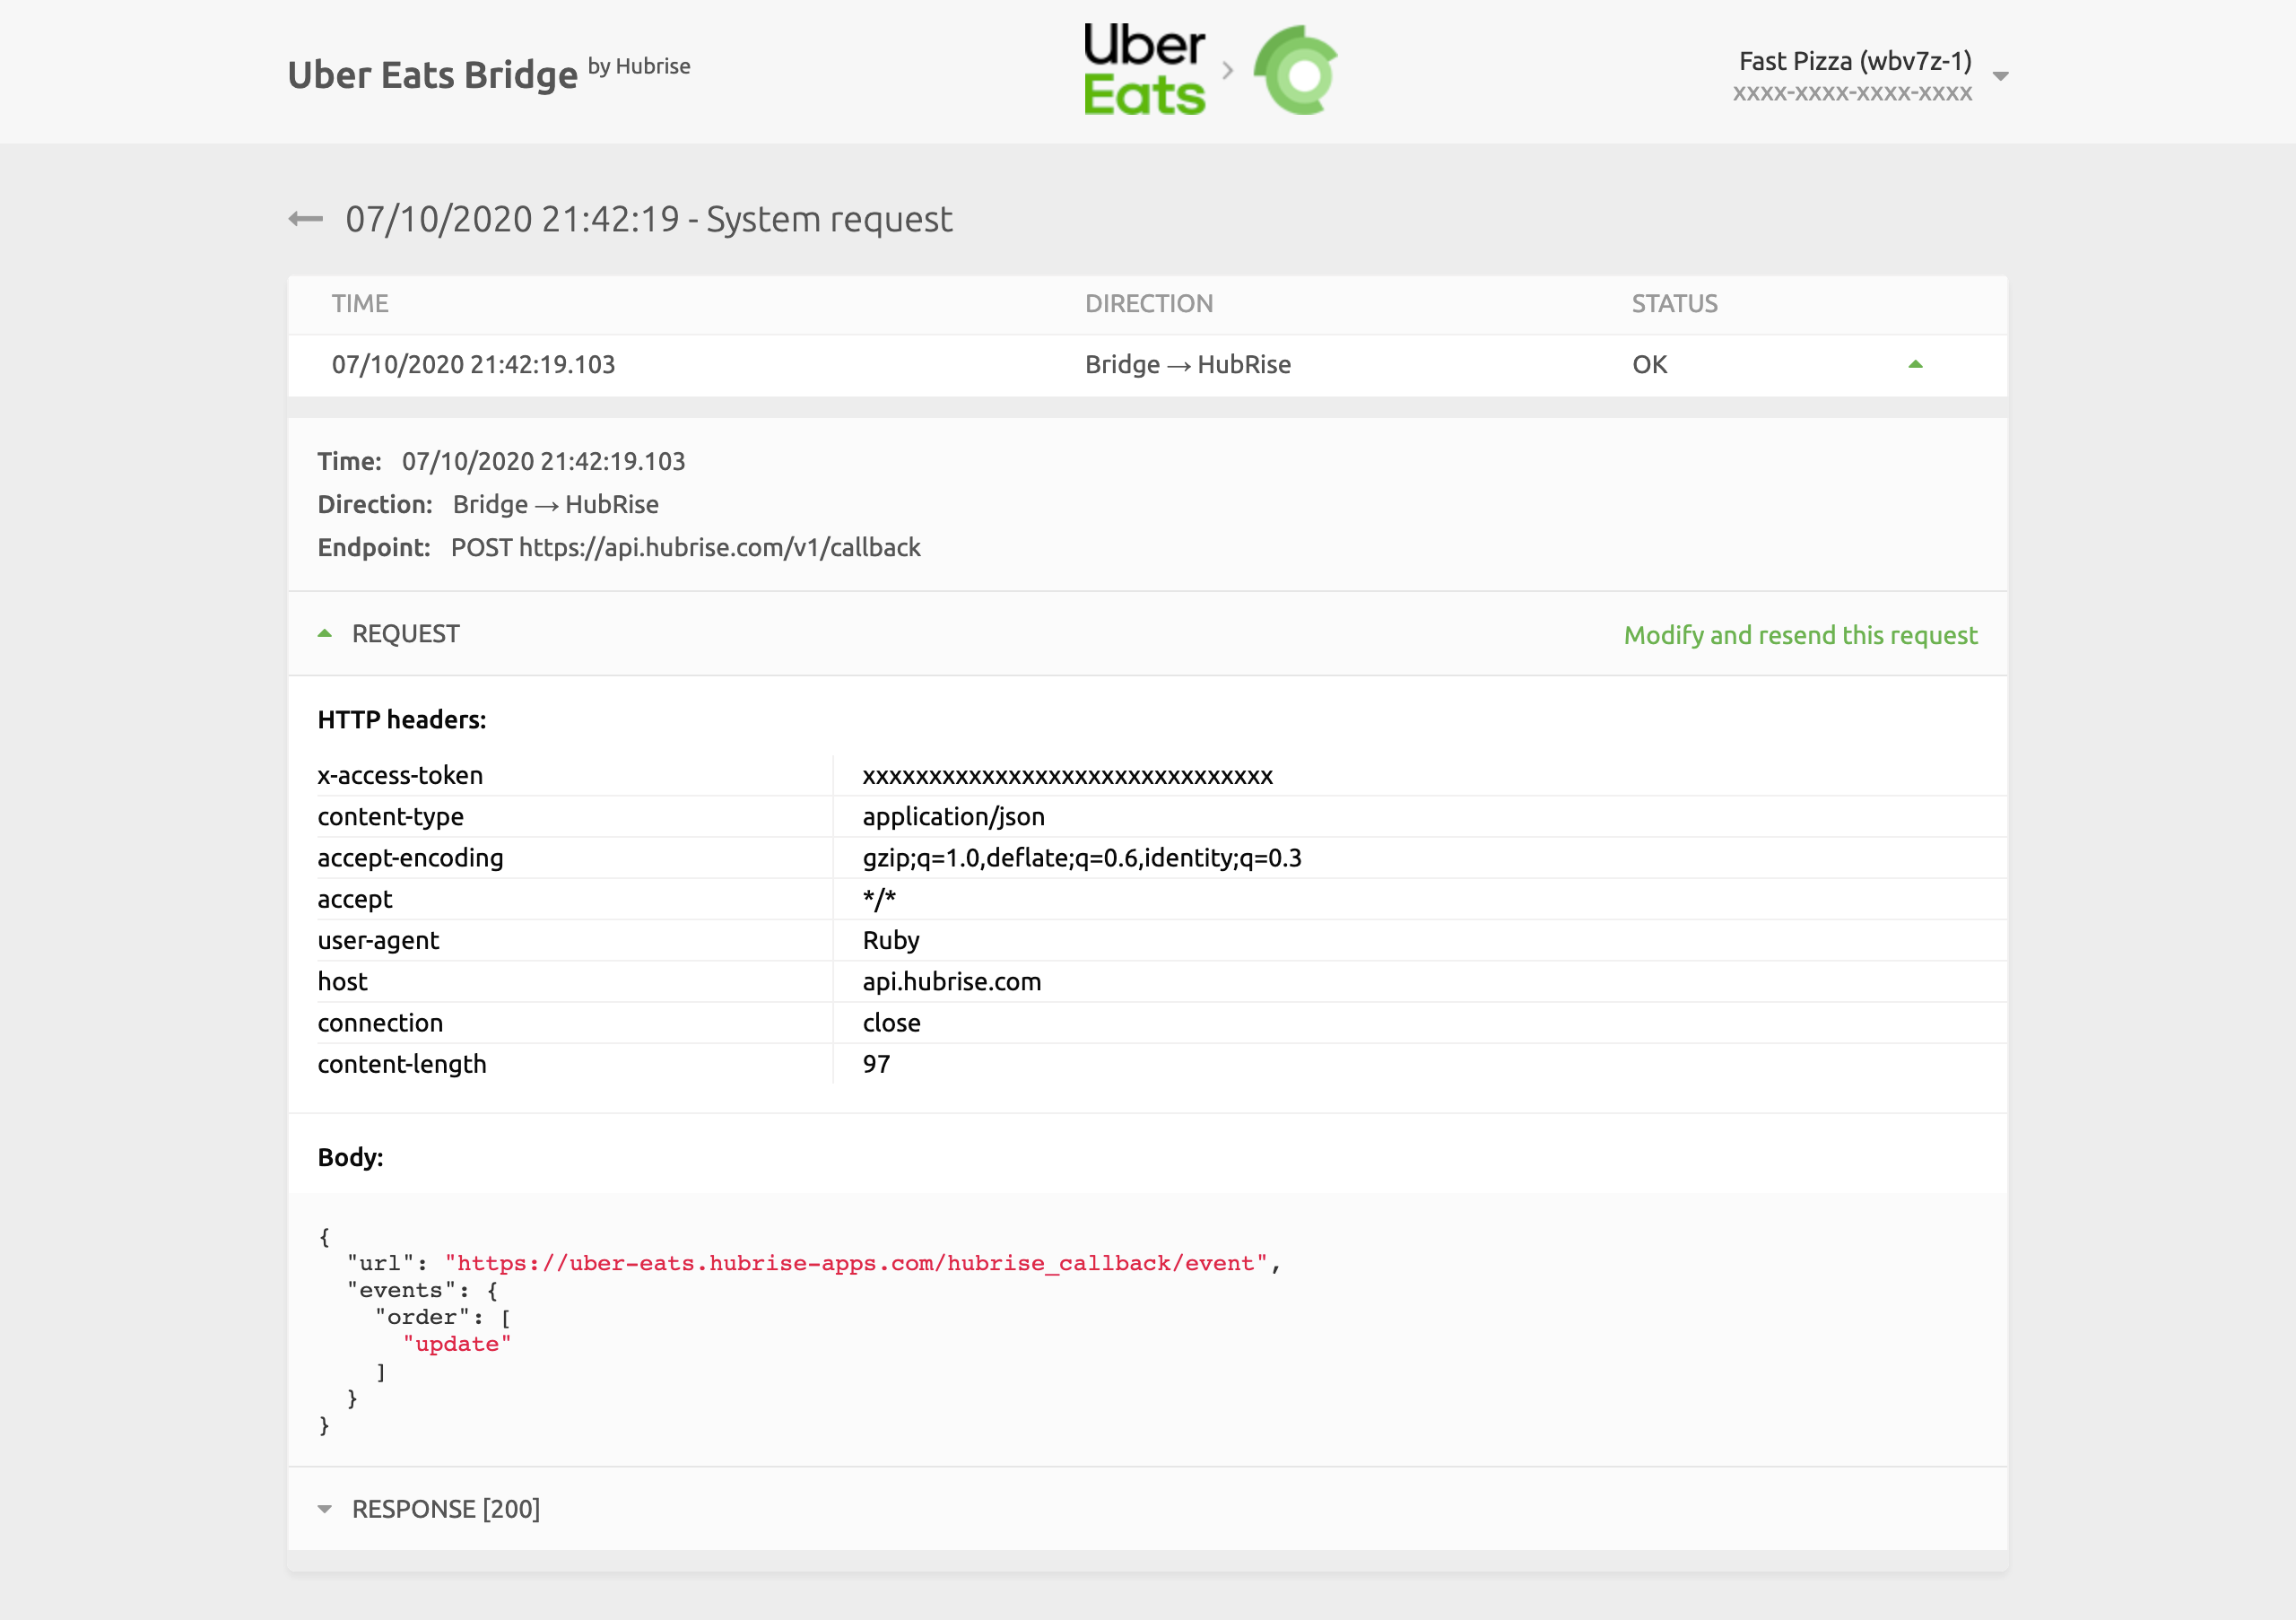 Uber Eats Bridge by Hubrise
Uber
Eats
Fast Pizza (wbv7z-1)
xxxx-xxxx-xxxx-xxxx
07/10/2020 21:42:19 - System request
TIME DIRECTION STATUS
07/10/2020 21:42:19.103 Bridge → HubRise OK
Time: 07/10/2020 21:42:19.103
Direction: Bridge → HubRise
Endpoint: POST https://api.hubrise.com/v1/callback
REQUEST Modify and resend this request
HTTP headers:
x-access-token xxxxxxxxxxxxxxxxxxxxxxxxxxxxxxx
content-type application/json
accept-encoding gzip;q=1.0,deflate;q=0.6,identity;q=0.3
accept */*
user-agent Ruby
host api.hubrise.com
connection close
content-length 97
Body:
{
"url": "https://uber-eats.hubrise-apps.com/hubrise_callback/event",
"events": {
"order": [
"update"
]
}
}
RESPONSE [200]